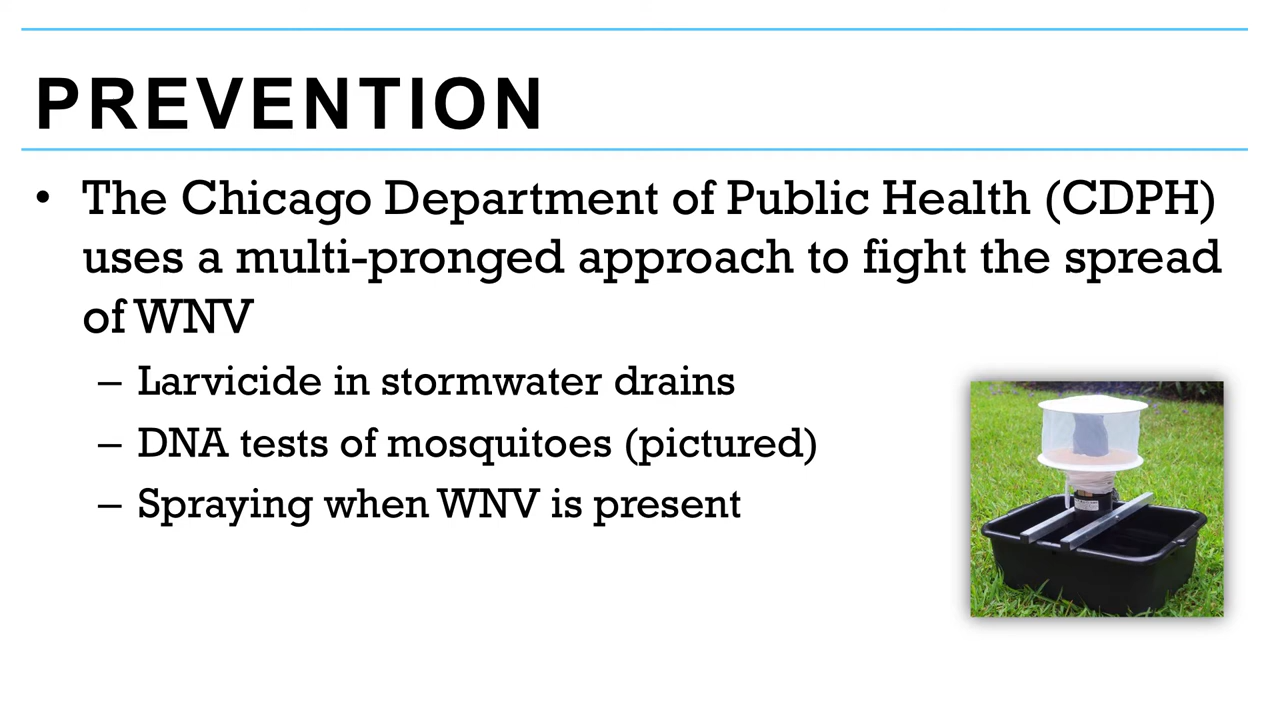 PREVENTION
• The Chicago Department of Public Health (CDPH)
uses a multi-pronged approach to fight the spread
of WNV
– Larvicide in stormwater drains
– DNA tests of mosquitoes (pictured)
– Spraying when WNV is present